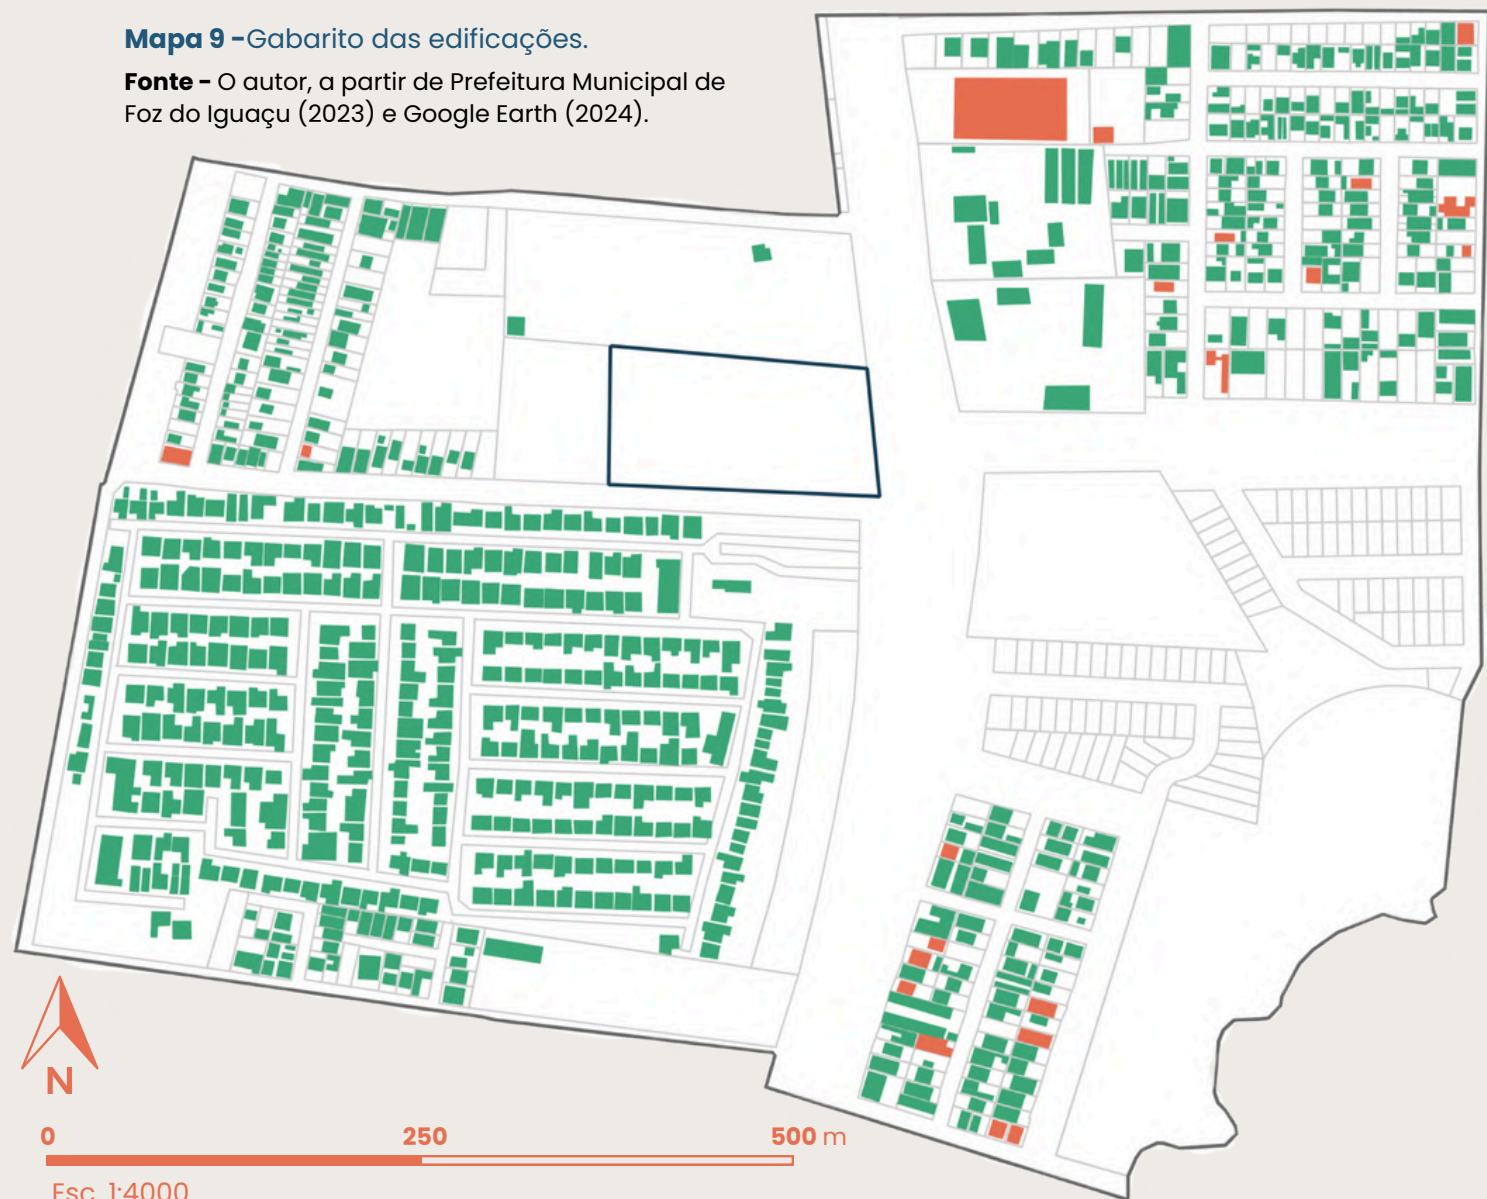 Mapa 9 -Gabarito das edificações.
Fonte - O autor, a partir de Prefeitura Municipal de
Foz do Iguaçu (2023) e Google Earth (2024).
N
0 250 500 m
Esc. 1:4000